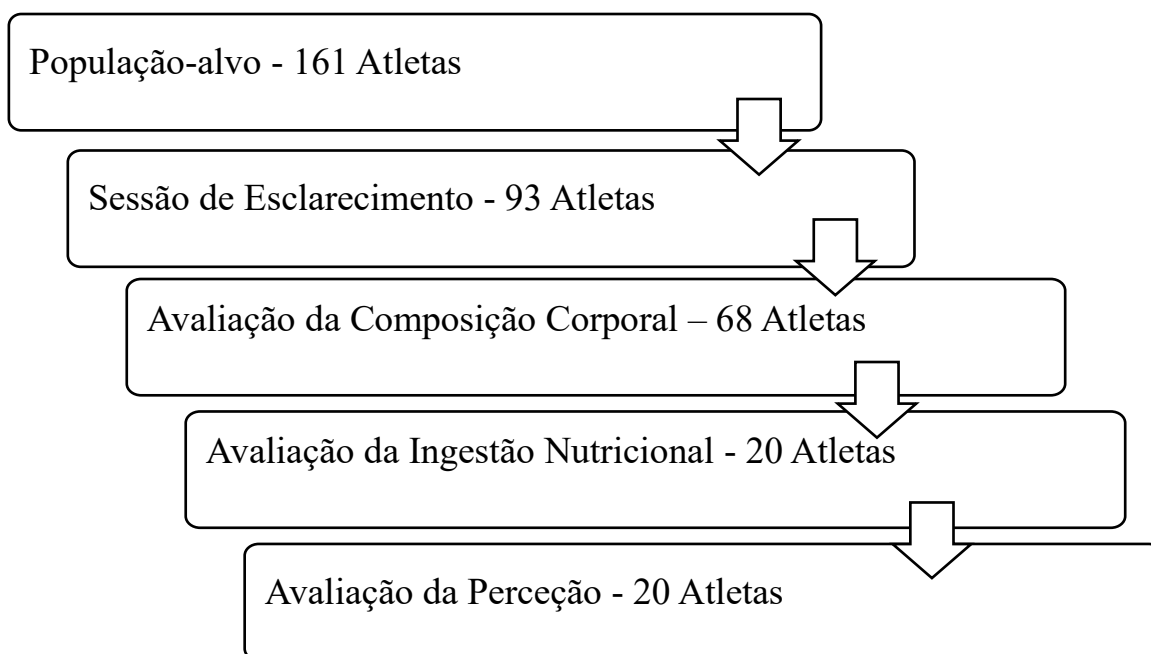 População-alvo - 161 Atletas
Sessão de Esclarecimento - 93 Atletas
Avaliação da Composição Corporal – 68 Atletas
Avaliação da Ingestão Nutricional - 20 Atletas
Avaliação da Perceção - 20 Atletas